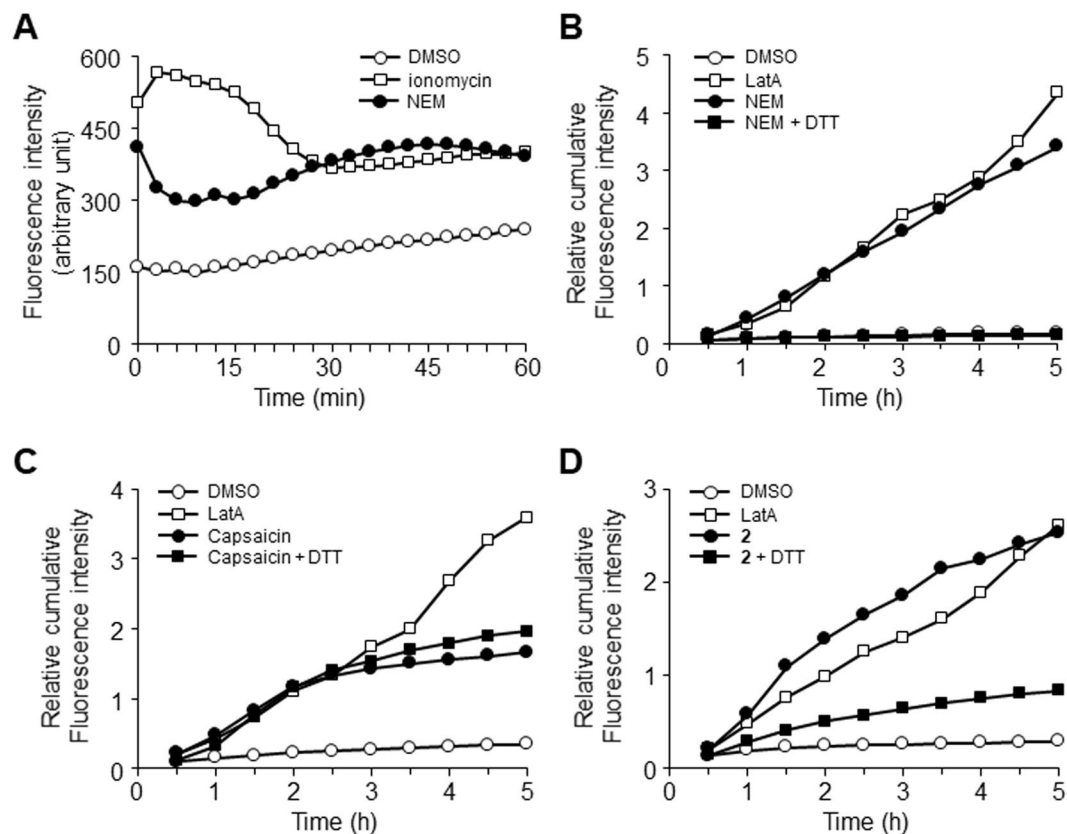 A
Fluorescence intensity
(arbitrary unit)
600
450
300
150
0
DMSO
ionomycin
NEM
0 15 30 45 60
Time (min)
B
Relative cumulative
Fluorescence intensity
5
4
3
2
1
0
DMSO
LatA
NEM
NEM + DTT
0 1 2 3 4 5
Time (h)
C
Relative cumulative
Fluorescence intensity
4
3
2
1
0
DMSO
LatA
Capsaicin
Capsaicin + DTT
0 1 2 3 4 5
Time (h)
D
Relative cumulative
Fluorescence intensity
3
2
1
0
DMSO
LatA
2
2 + DTT
0 1 2 3 4 5
Time (h)